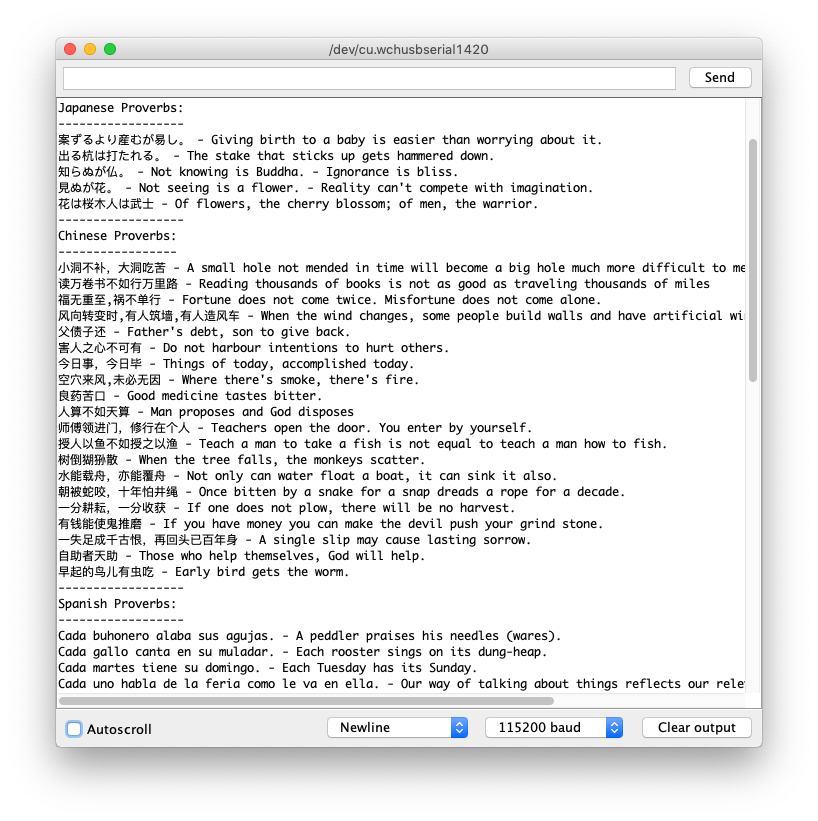 /dev/cu.wchusbserial1420
Send
Japanese Proverbs:
-----------------
案ずるより産むが易し。 - Giving birth to a baby is easier than worrying about it.
出る杭は打たれる。 - The stake that sticks up gets hammered down.
知らぬが仏。 - Not knowing is Buddha. - Ignorance is bliss.
見ぬが花。 - Not seeing is a flower. - Reality can't compete with imagination.
花は桜木人は武士 - Of flowers, the cherry blossom; of men, the warrior.
-----------------
Chinese Proverbs:
----------------
小洞不补，大洞吃苦 - A small hole not mended in time will become a big hole much more difficult to me
读万卷书不如行万里路 - Reading thousands of books is not as good as traveling thousands of miles
福无重至,祸不单行 - Fortune does not come twice. Misfortune does not come alone.
风向转变时,有人筑墙,有人造风车 - When the wind changes, some people build walls and have artificial wi
父债子还 - Father's debt, son to give back.
害人之心不可有 - Do not harbour intentions to hurt others.
今日事，今日毕 - Things of today, accomplished today.
空穴来风,未必无因 - Where there's smoke, there's fire.
良药苦口 - Good medicine tastes bitter.
人算不如天算 - Man proposes and God disposes
师傅领进门，修行在个人 - Teachers open the door. You enter by yourself.
授人以鱼不如授之以渔 - Teach a man to take a fish is not equal to teach a man how to fish.
树倒猢狲散 - When the tree falls, the monkeys scatter.
水能载舟，亦能覆舟 - Not only can water float a boat, it can sink it also.
朝被蛇咬，十年怕井绳 - Once bitten by a snake for a snap dreads a rope for a decade.
一分耕耘，一分收获 - If one does not plow, there will be no harvest.
有钱能使鬼推磨 - If you have money you can make the devil push your grind stone.
一失足成千古恨，再回头已百年身 - A single slip may cause lasting sorrow.
自助者天助 - Those who help themselves, God will help.
早起的鸟儿有虫吃 - Early bird gets the worm.
-----------------
Spanish Proverbs:
-----------------
Cada buhonero alaba sus agujas. - A peddler praises his needles (wares).
Cada gallo canta en su muladar. - Each rooster sings on its dung-heap.
Cada martes tiene su domingo. - Each Tuesday has its Sunday.
Cada uno habla de la feria como le va en ella. - Our way of talking about things reflects our rele
Autoscroll
Newline
115200 baud
Clear output